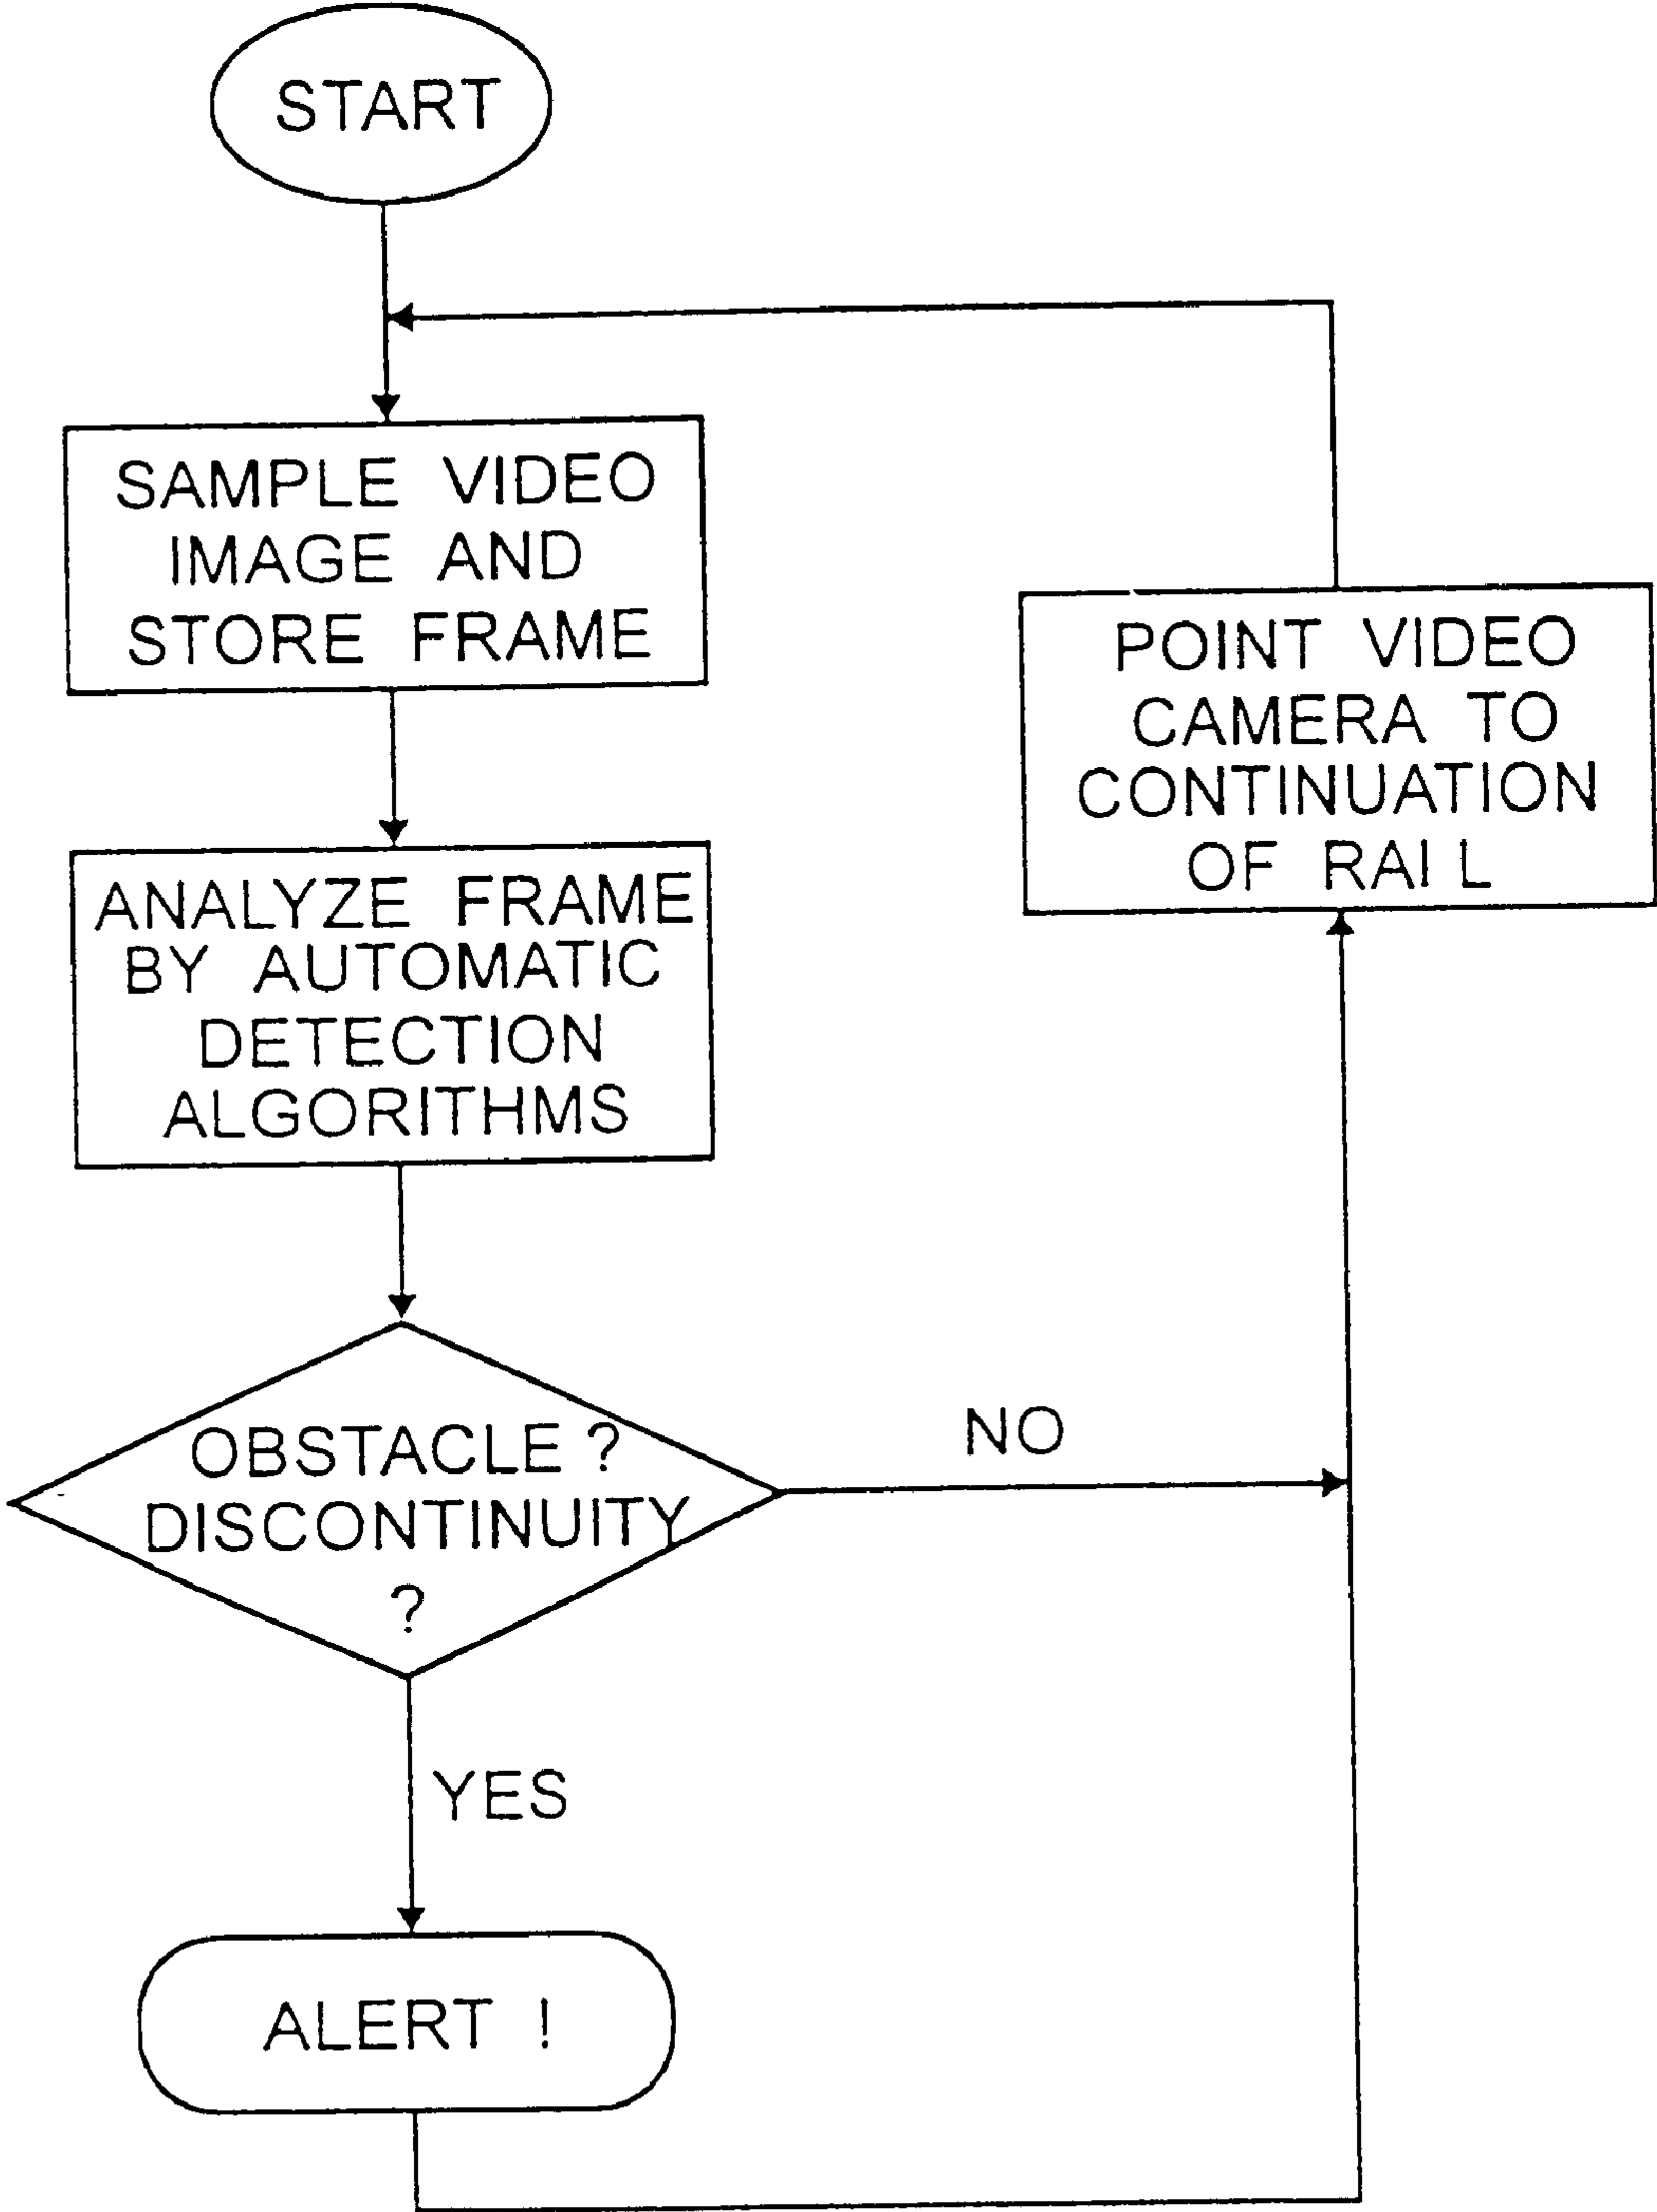 START
SAMPLE VIDEO
IMAGE AND
STORE FRAME
POINT VIDEO
CAMERA TO
CONTINUATION
OF RAIL
ANALYZE FRAME
BY AUTOMATIC
DETECTION
ALGORITHMS
OBSTACLE ?
DISCONTINUITY
?
NO
YES
ALERT !